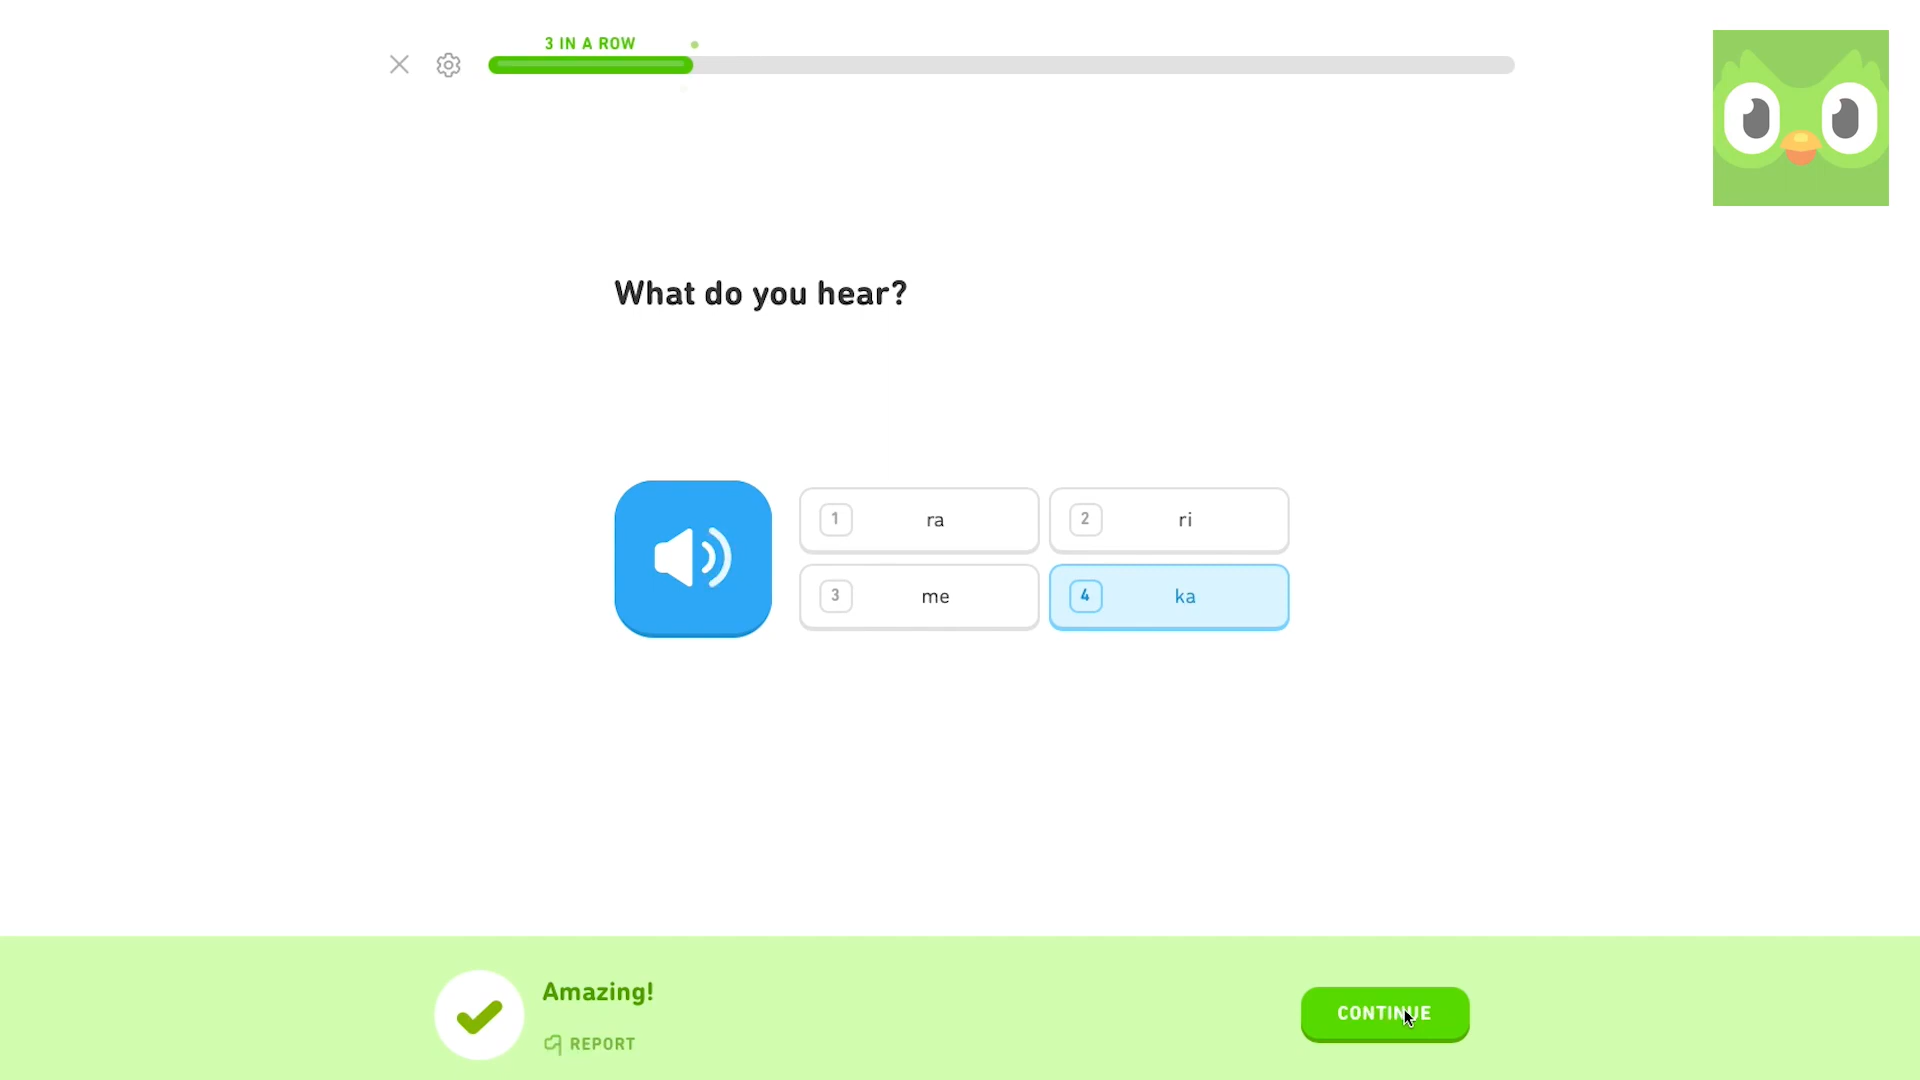 3 IN A ROW
What do you hear?
1 ra
2 ri
3 me
4 ka
Amazing!
REPORT
CONTINUE